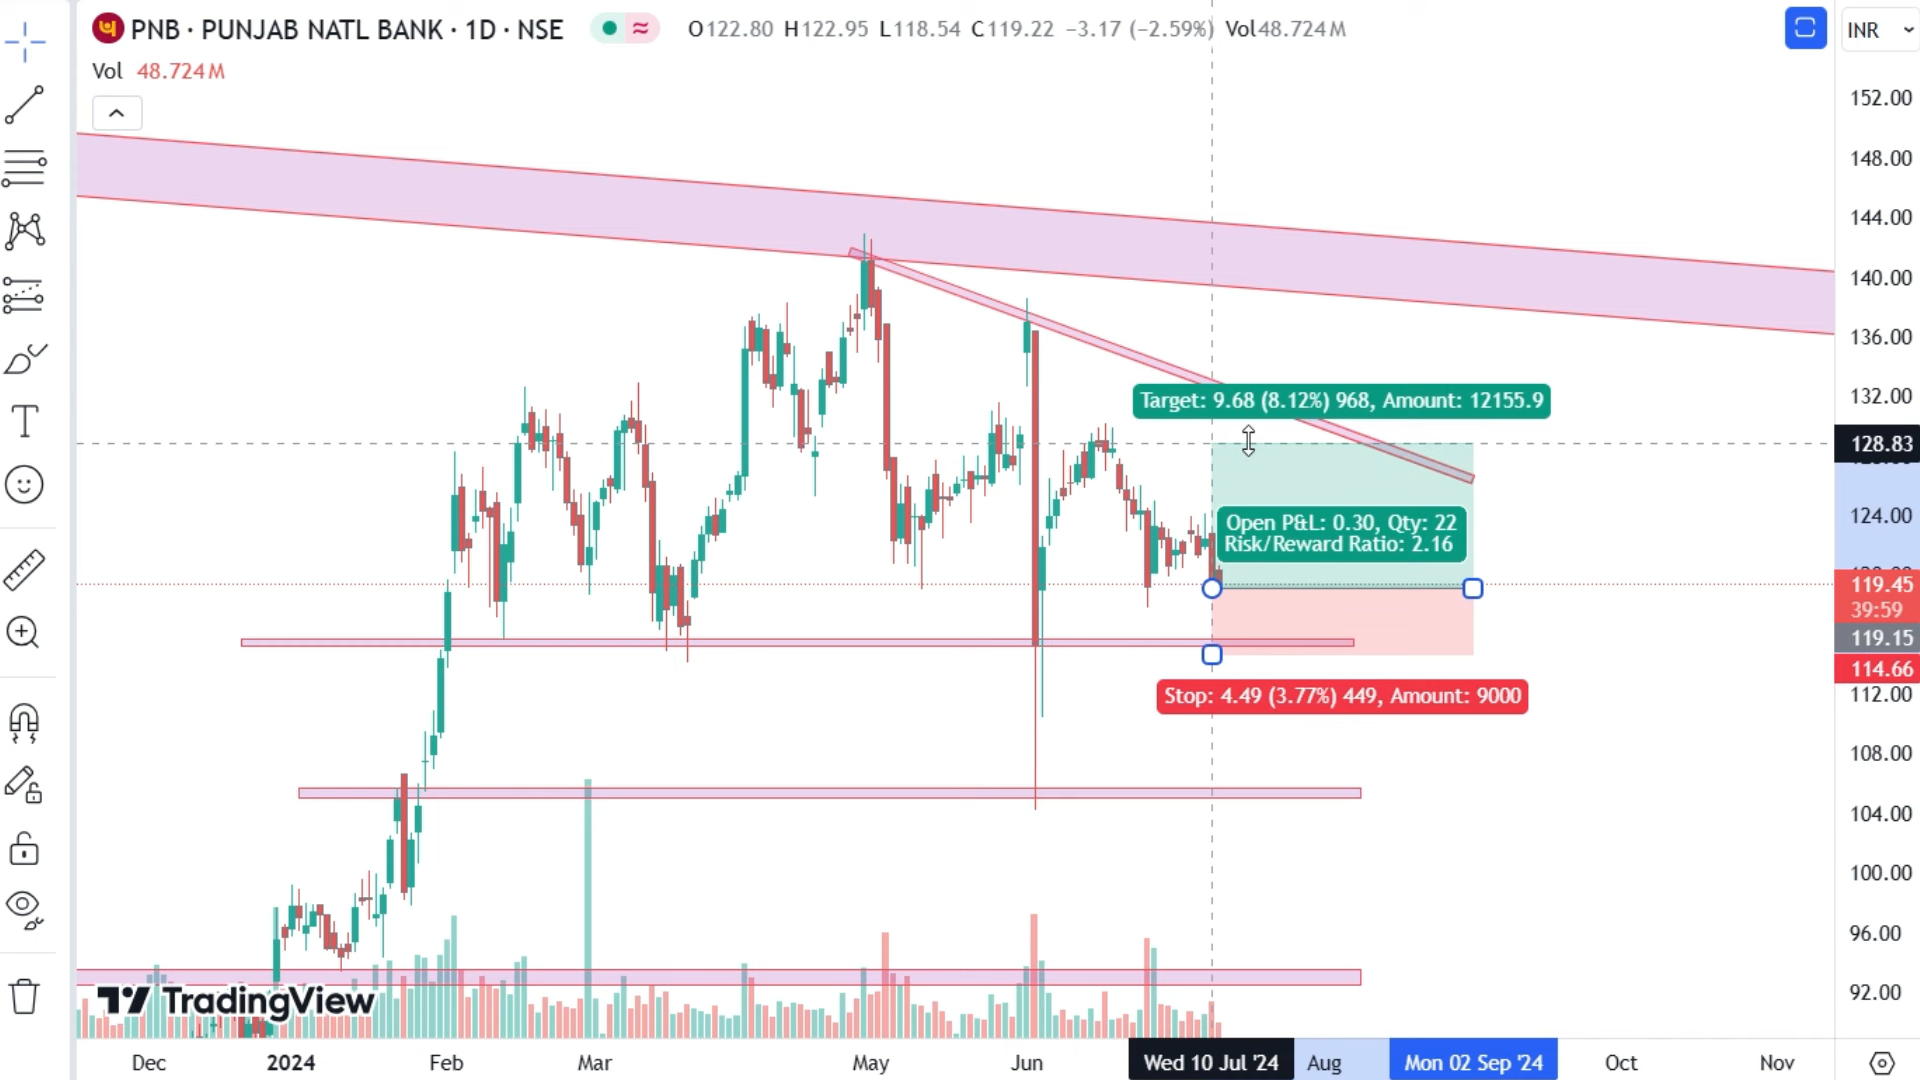 PNB · PUNJAB NATL BANK · 1D · NSE
O122.80 H122.95 L118.54 C119.22 −3.17 (−2.59%) Vol48.724M
INR
Vol 48.724M
152.00
148.00
144.00
140.00
136.00
132.00
Target: 9.68 (8.12%) 968, Amount: 12155.9
128.83
124.00
Open P&L: 0.30, Qty: 22
Risk/Reward Ratio: 2.16
119.45
39:59
119.15
114.66
Stop: 4.49 (3.77%) 449, Amount: 9000
112.00
108.00
104.00
100.00
96.00
92.00
TradingView
Dec 2024 Feb Mar May Jun Wed 10 Jul '24 Aug Mon 02 Sep '24 Oct Nov